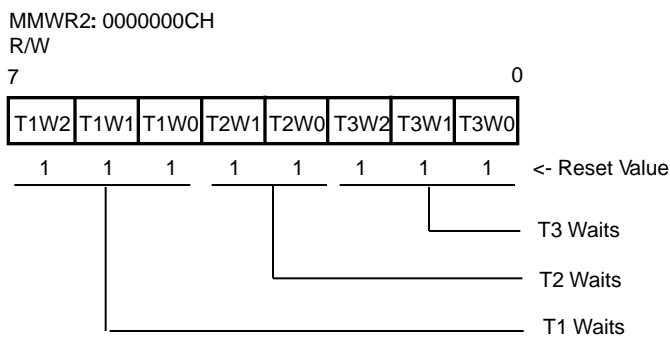 MMWR2: 0000000CH
R/W
7 0
T1W2 T1W1 T1W0 T2W1 T2W0 T3W2 T3W1 T3W0
1 1 1 1 1 1 1 1 <- Reset Value
T3 Waits
T2 Waits
T1 Waits